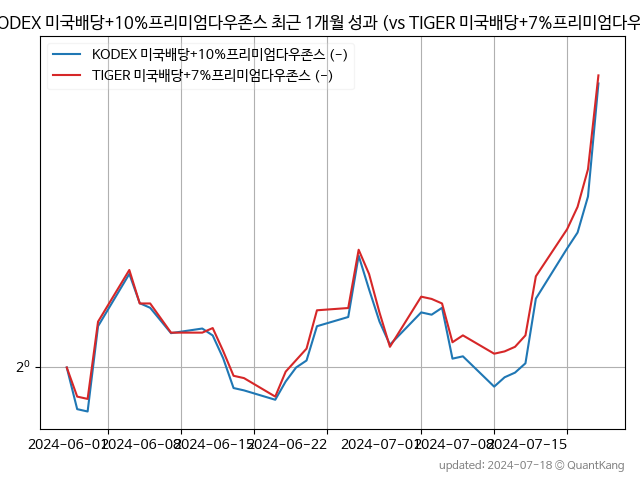 ODEX 미국배당+10%프리미엄다우존스 최근 1개월 성과 (vs TIGER 미국배당+7%프리미엄다우
KODEX 미국배당+10%프리미엄다우존스 (-)
TIGER 미국배당+7%프리미엄다우존스 (-)
2⁰
2024-06-01 2024-06-08 2024-06-15 2024-06-22 2024-07-01 2024-07-08 2024-07-15
updated: 2024-07-18 © QuantKang